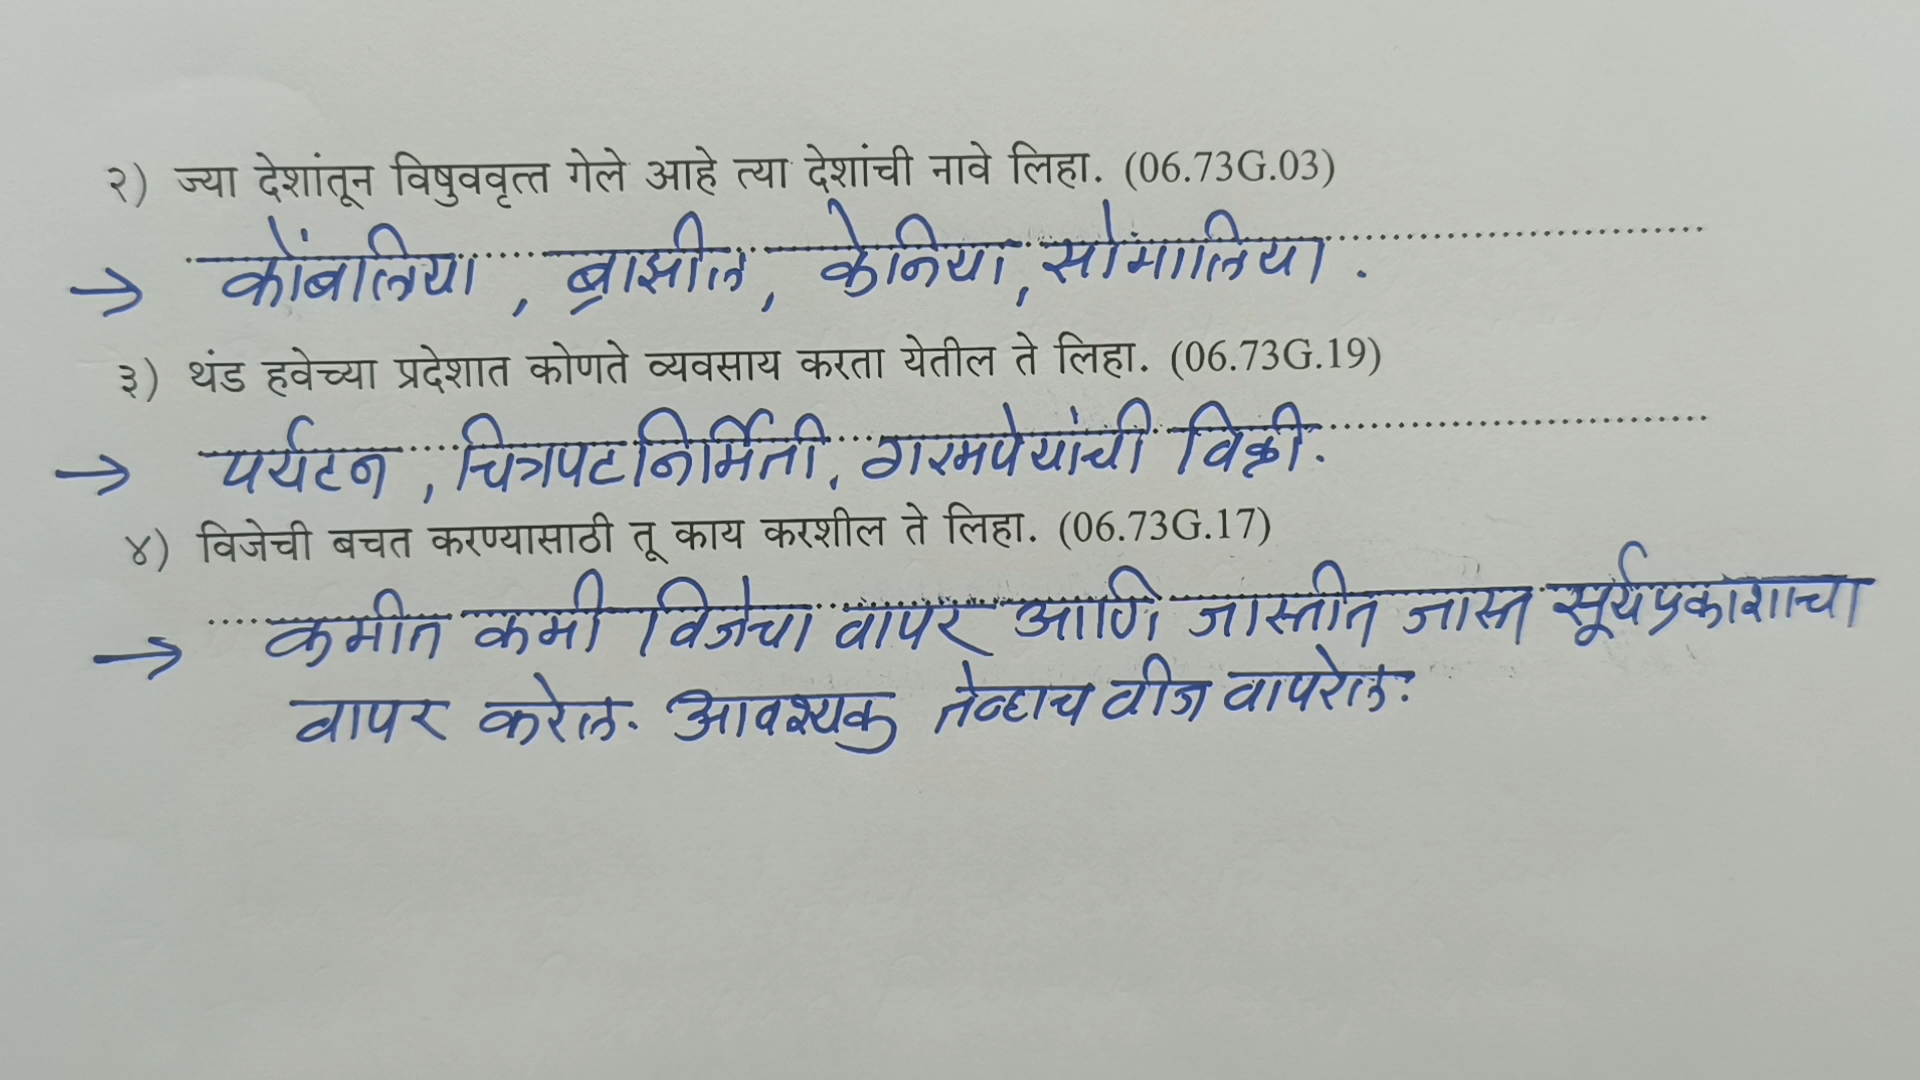 २) ज्या देशांतून विषुववृत्त गेले आहे त्या देशांची नावे लिहा. (06.73G.03)
→ कोंबालिया, ब्राझील, केनिया, सोमालिया.
३) थंड हवेच्या प्रदेशात कोणते व्यवसाय करता येतील ते लिहा. (06.73G.19)
→ पर्यटन, चित्रपट निर्मिती, गरमपेयांची विक्री.
४) विजेची बचत करण्यासाठी तू काय करशील ते लिहा. (06.73G.17)
→ कमीत कमी विजेचा वापर आणि जास्तीत जास्त सूर्यप्रकाशाचा
वापर करेल. आवश्यक तेव्हाच वीज वापरेल.